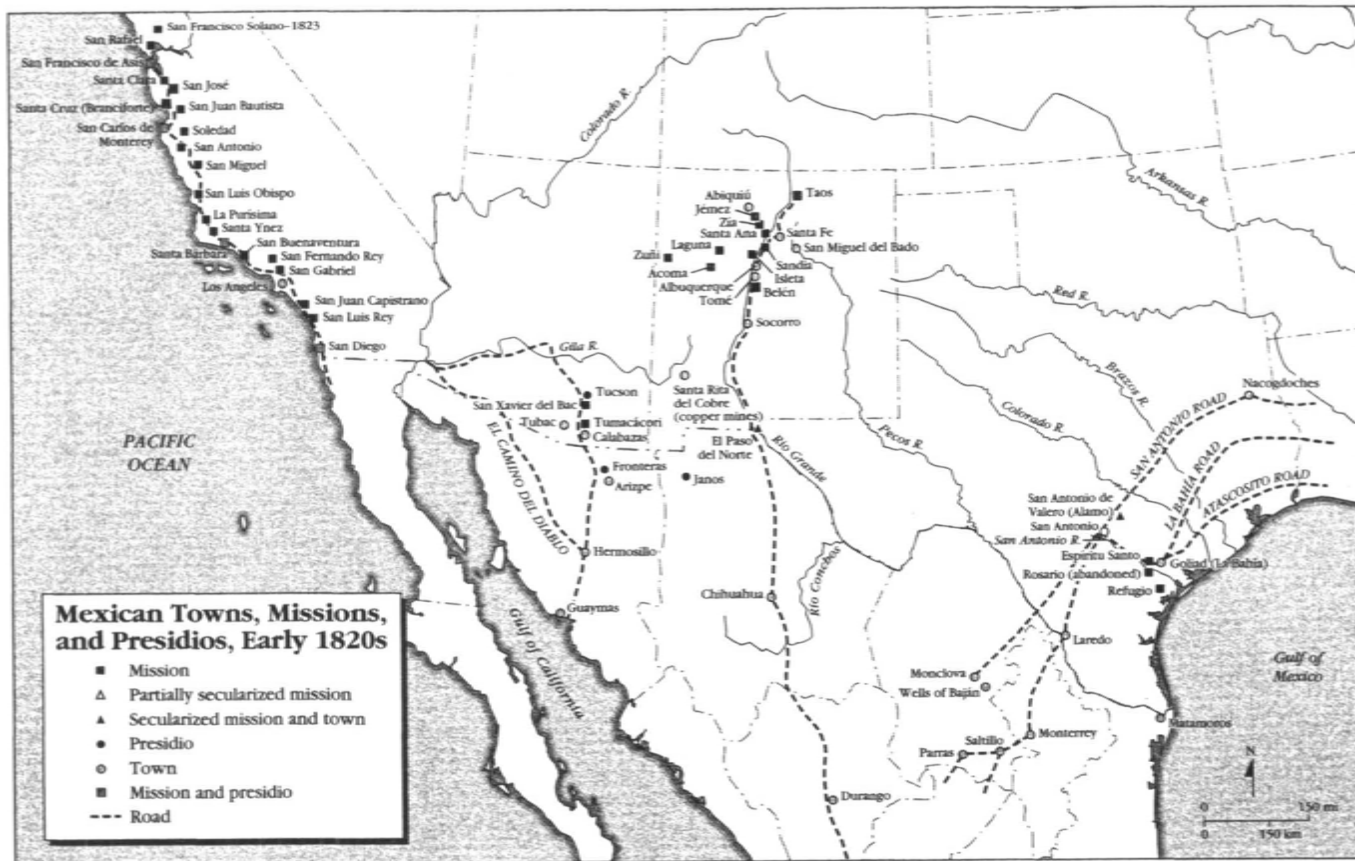 San Francisco Solano–1823
San Rafael
San Francisco de Asís
Santa Clara
San José
Santa Cruz (Branciforte)
San Juan Bautista
San Carlos de
Monterey
Soledad
San Antonio
San Miguel
San Luis Obispo
La Purísima
Santa Ynez
San Buenaventura
Santa Bárbara
San Fernando Rey
San Gabriel
Los Angeles
San Juan Capistrano
San Luis Rey
San Diego
PACIFIC
OCEAN
Colorado R.
Abiquiú
Taos
Jémez
Zia
Santa Ana
Santa Fe
San Miguel del Bado
Laguna
Zuñi
Acoma
Sandía
Isleta
Albuquerque
Tomé
Belén
Socorro
Arkansas R.
Red R.
Gila R.
Tucson
San Xavier del Bac
Tubac
Tumacácori
Calabazas
Santa Rita
del Cobre
(copper mines)
El Paso
del Norte
Rio Grande
Pecos R.
Colorado R.
Brazos R.
Nacogdoches
SAN ANTONIO ROAD
LA BAHÍA ROAD
ATASCOSITO ROAD
EL CAMINO DEL DIABLO
Fronteras
Arizpe
Janos
Hermosillo
Guaymas
Gulf of California
Chihuahua
Río Conchos
San Antonio de
Valero (Alamo)
San Antonio
San Antonio R.
Espíritu Santo
Goliad (La Bahía)
Rosario (abandoned)
Refugio
Laredo
Monclova
Wells of Baján
Gulf of
Mexico
Matamoros
Monterrey
Saltillo
Parras
Durango
N
0 150 mi
0 150 km
Mexican Towns, Missions,
and Presidios, Early 1820s
Mission
Partially secularized mission
Secularized mission and town
Presidio
Town
Mission and presidio
Road